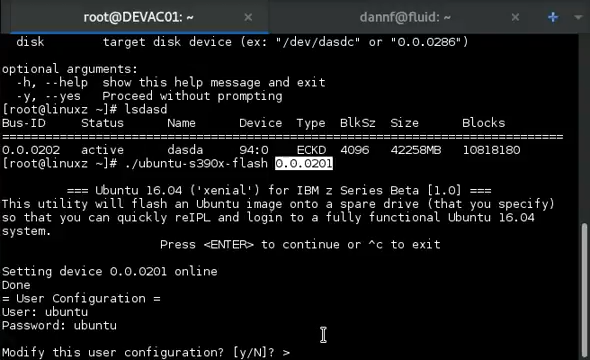 root@DEVAC01: ~
dannf@fluid: ~
disk target disk device (ex: "/dev/dasdc" or "0.0.0286")
optional arguments:
-h, --help show this help message and exit
-y, --yes Proceed without prompting
[root@linuxz ~]# lsdasd
Bus-ID Status Name Device Type BlkSz Size Blocks
==============================================================================
0.0.0202 active dasda 94:0 ECKD 4096 42258MB 10818180
[root@linuxz ~]# ./ubuntu-s390x-flash 0.0.0201
=== Ubuntu 16.04 ('xenial') for IBM z Series Beta [1.0] ===
This utility will flash an Ubuntu image onto a spare drive (that you specify)
so that you can quickly reIPL and login to a fully functional Ubuntu 16.04
system.
Press <ENTER> to continue or ^c to exit
Setting device 0.0.0201 online
Done
= User Configuration =
User: ubuntu
Password: ubuntu
Modify this user configuration? [y/N]? >